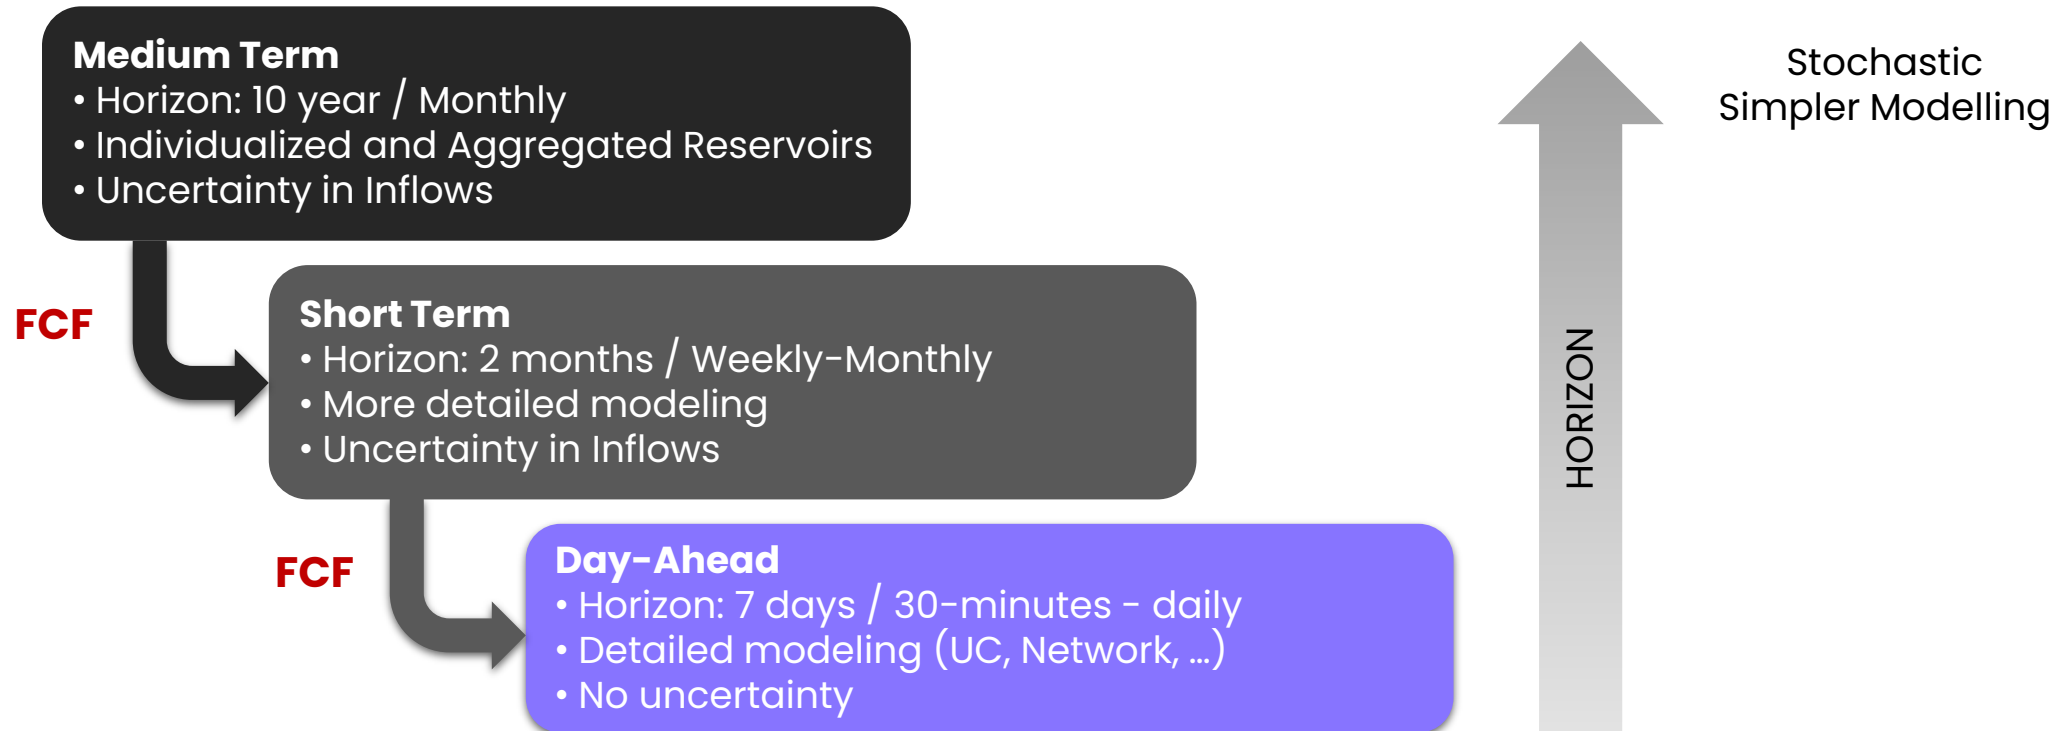 Medium Term
• Horizon: 10 year / Monthly
• Individualized and Aggregated Reservoirs
• Uncertainty in Inflows
FCF
Short Term
• Horizon: 2 months / Weekly-Monthly
• More detailed modeling
• Uncertainty in Inflows
FCF
Day-Ahead
• Horizon: 7 days / 30-minutes - daily
• Detailed modeling (UC, Network, …)
• No uncertainty
HORIZON
Stochastic
Simpler Modelling